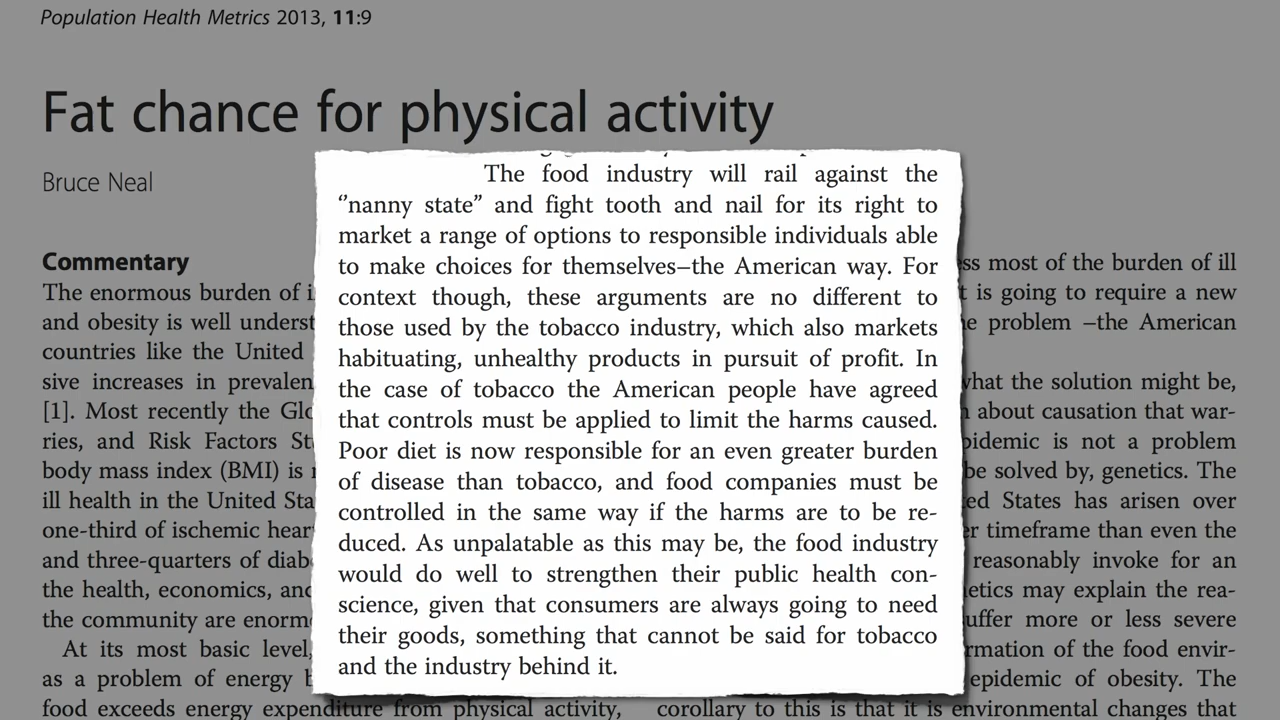 Population Health Metrics 2013, 11:9
Fat chance for physical activity
Bruce Neal
The food industry will rail against the
“nanny state” and fight tooth and nail for its right to
market a range of options to responsible individuals able
to make choices for themselves–the American way. For
context though, these arguments are no different to
those used by the tobacco industry, which also markets
habituating, unhealthy products in pursuit of profit. In
the case of tobacco the American people have agreed
that controls must be applied to limit the harms caused.
Poor diet is now responsible for an even greater burden
of disease than tobacco, and food companies must be
controlled in the same way if the harms are to be re-
duced. As unpalatable as this may be, the food industry
would do well to strengthen their public health con-
science, given that consumers are always going to need
their goods, something that cannot be said for tobacco
and the industry behind it.
Commentary
The enormous burden of
and obesity is well underst
countries like the United
sive increases in prevalen
[1]. Most recently the Glo
ries, and Risk Factors St
body mass index (BMI) is
ill health in the United Sta
one-third of ischemic hear
and three-quarters of diab
the health, economics, and
the community are enorm
At its most basic level,
as a problem of energy
food exceeds energy expenditure from physical activity,
most of the burden of ill
is going to require a new
problem –the American
what the solution might be,
about causation that war-
is not a problem
be solved by, genetics. The
States has arisen over
timeframe than even the
reasonably invoke for an
may explain the rea-
suffer more or less severe
of the food envir-
epidemic of obesity. The
corollary to this is that it is environmental changes that